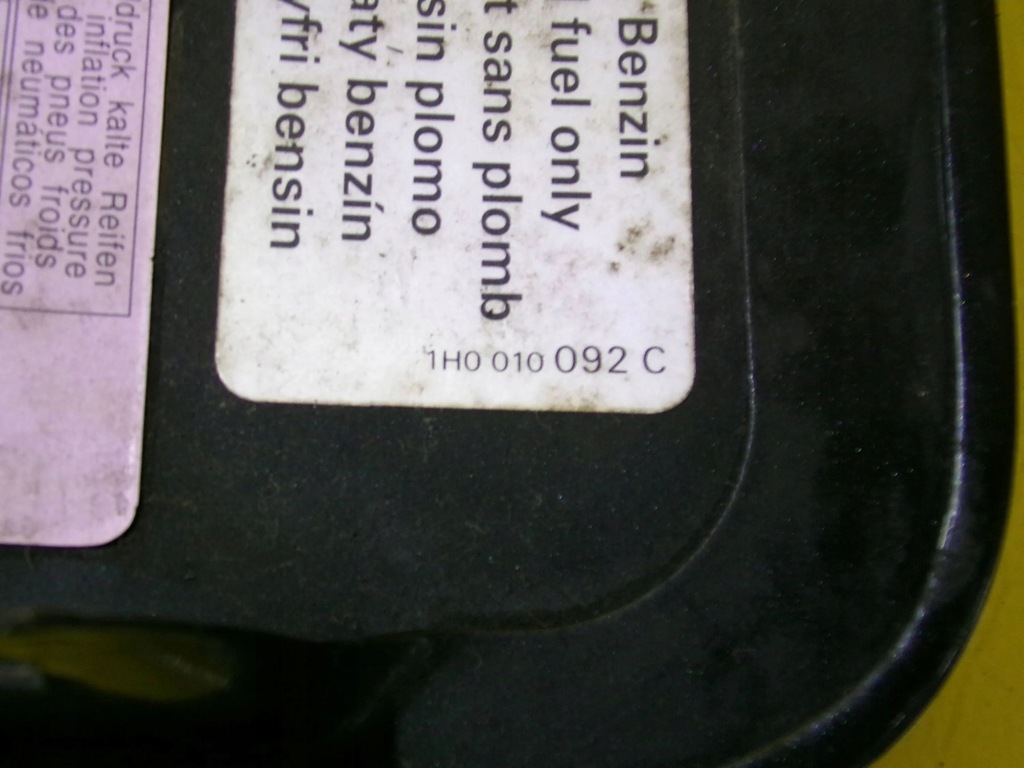 Benzin
fuel only
sans plomb
sin plomo
benzín
bensin
1H0 010 092 C
kalte Reifen
inflation pressure
des pneus froids
neumáticos frios